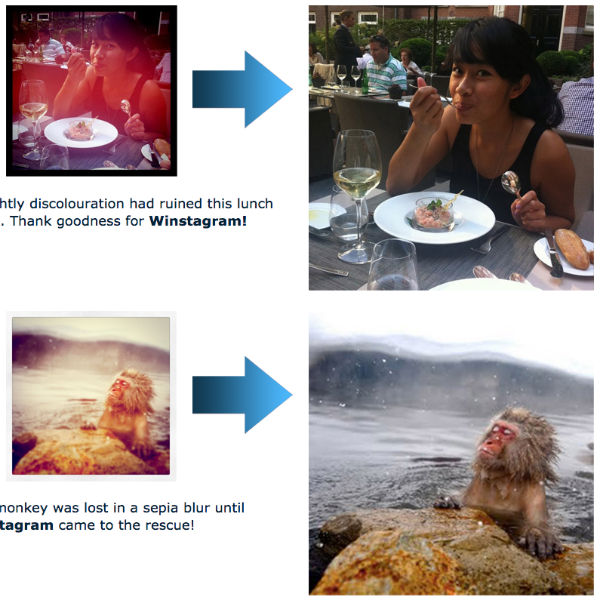 htly discolouration had ruined this lunch
. Thank goodness for Winstagram!
monkey was lost in a sepia blur until
stagram came to the rescue!